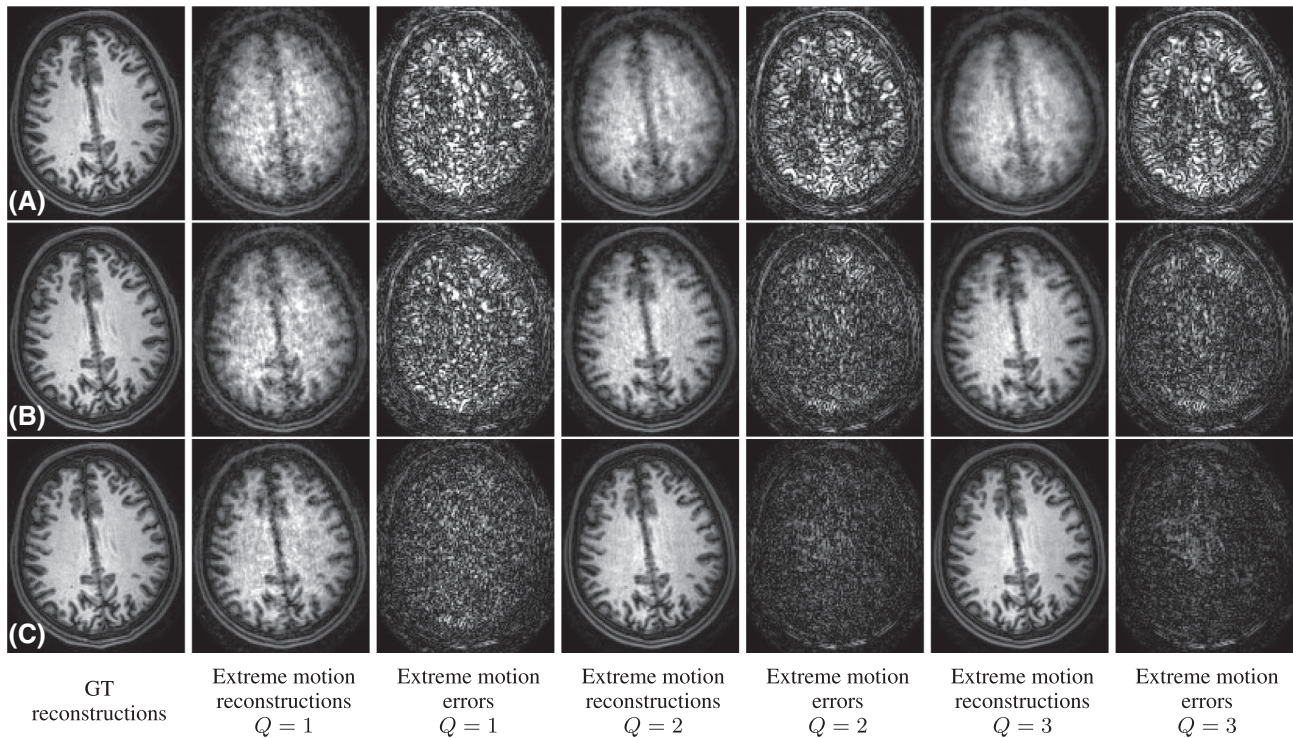 (A)
(B)
(C)
GT
reconstructions
Extreme motion
reconstructions
Q = 1
Extreme motion
errors
Q = 1
Extreme motion
reconstructions
Q = 2
Extreme motion
errors
Q = 2
Extreme motion
reconstructions
Q = 3
Extreme motion
errors
Q = 3